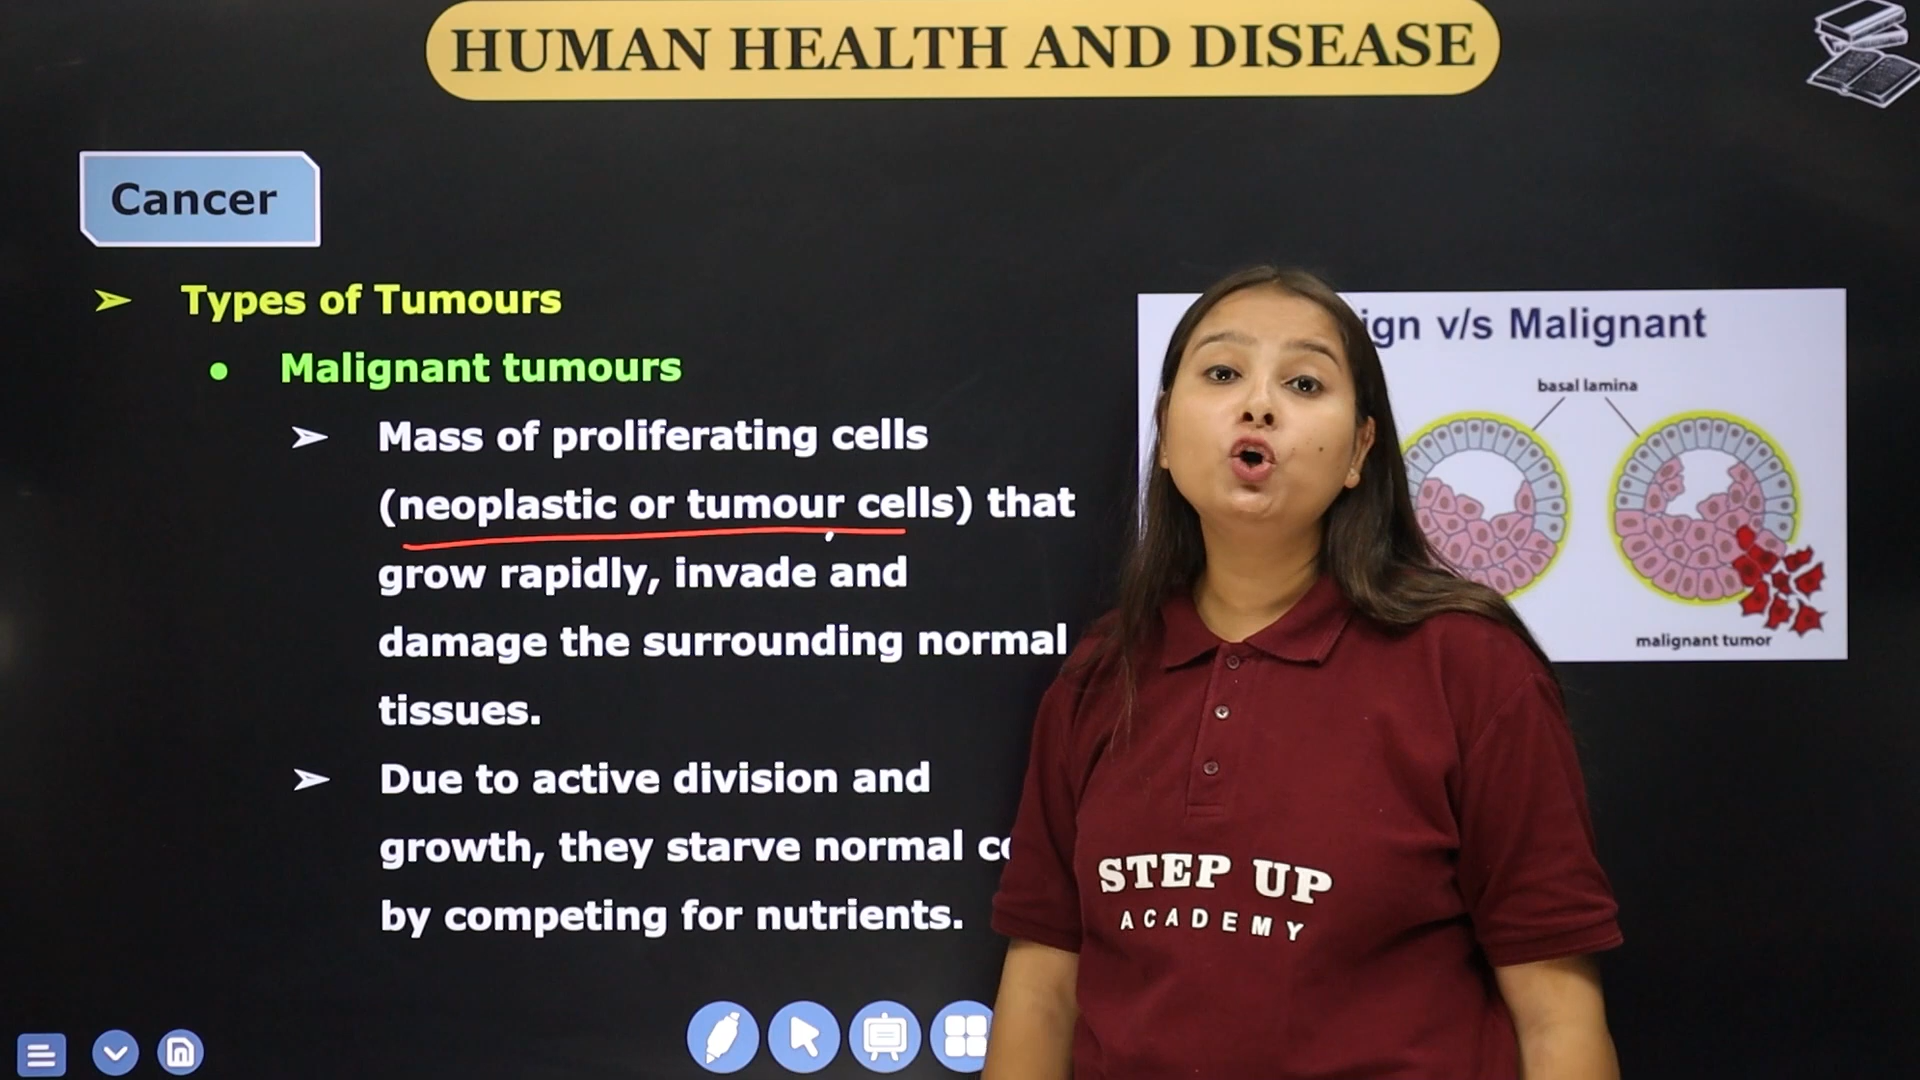 HUMAN HEALTH AND DISEASE
Cancer
➢ Types of Tumours
• Malignant tumours
➢ Mass of proliferating cells
(neoplastic or tumour cells) that
grow rapidly, invade and
damage the surrounding normal
tissues.
➢ Due to active division and
growth, they starve normal
by competing for nutrients.
v/s Malignant
basal lamina
malignant tumor
STEP UP
ACADEMY